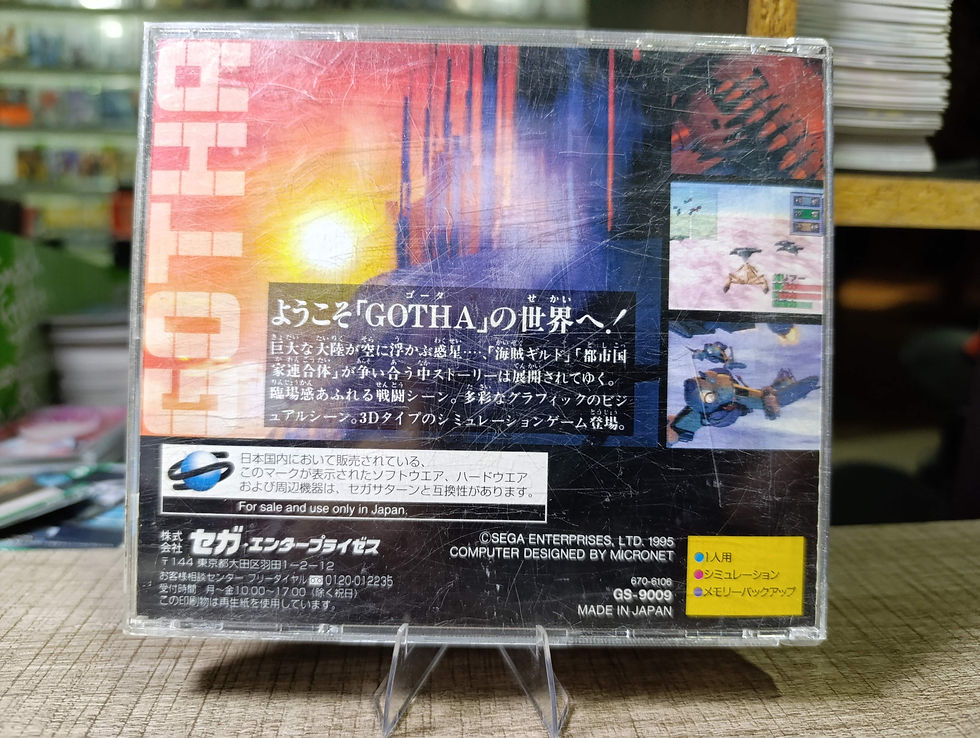 GOTHA
ようこそ「GOTHA」の世界へ!
巨大な大陸が空に浮かぶ惑星……、「海賊ギルド」「都市国
家連合体」が争い合う中ストーリーは展開されてゆく。
臨場感あふれる戦闘シーン。多彩なグラフィックのビジ
ュアルシーン。3Dタイプのシミュレーションゲーム登場。
日本国内において販売されている、
このマークが表示されたソフトウエア、ハードウエア
および周辺機器は、セガサターンと互換性があります。
For sale and use only in Japan.
株式会社 セガ・エンタープライゼス
〒144 東京都大田区羽田1-2-12
お客様相談センター フリーダイヤル 0120-012235
受付時間 月〜金10:00〜17:00(除く祝日)
この印刷物は再生紙を使用しています。
©SEGA ENTERPRISES, LTD. 1995
COMPUTER DESIGNED BY MICRONET
670-6106
GS-9009
MADE IN JAPAN
●1人用
●シミュレーション
●メモリーバックアップ